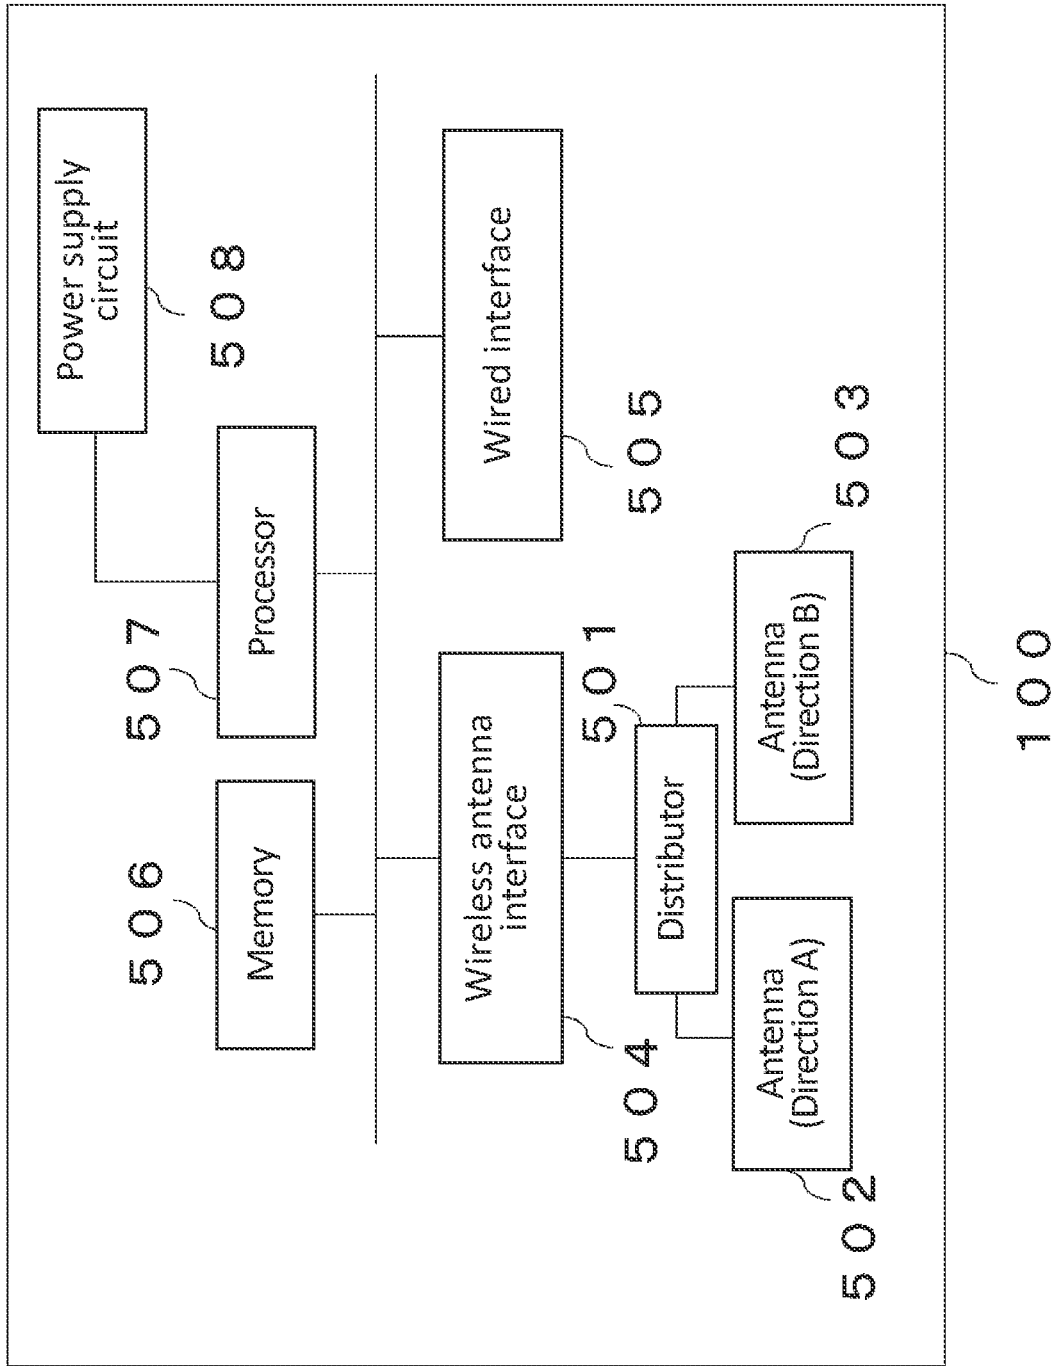 Power supply
circuit
508
507
Processor
506
Memory
Wireless antenna
interface
504
Wired interface
505
501
Distributor
Antenna
(Direction A)
502
Antenna
(Direction B)
503
100